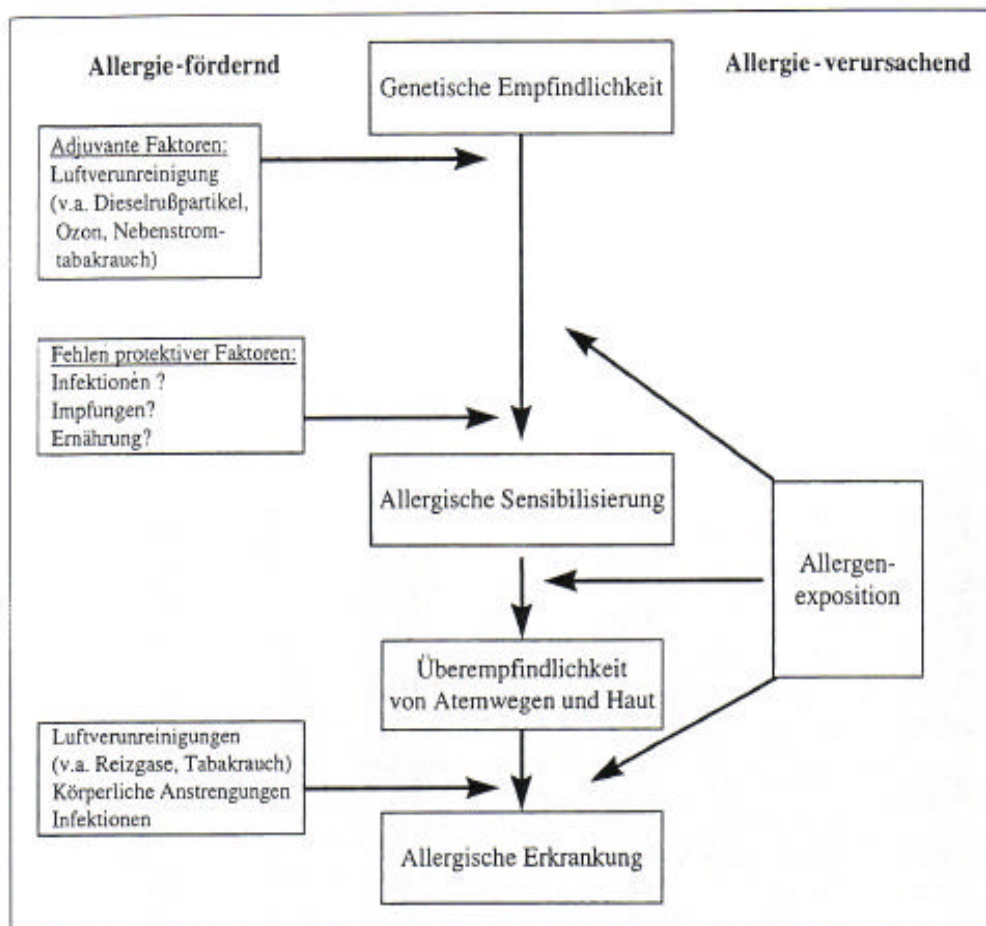 Allergie-fördernd
Genetische Empfindlichkeit
Allergie-verursachend
Adjuvante Faktoren:
Luftverunreinigung
(v.a. Dieselrußpartikel,
Ozon, Nebenstrom-
tabakrauch)
Fehlen protektiver Faktoren:
Infektionen ?
Impfungen?
Ernährung?
Allergische Sensibilisierung
Allergen-
exposition
Überempfindlichkeit
von Atemwegen und Haut
Luftverunreinigungen
(v.a. Reizgase, Tabakrauch)
Körperliche Anstrengungen
Infektionen
Allergische Erkrankung